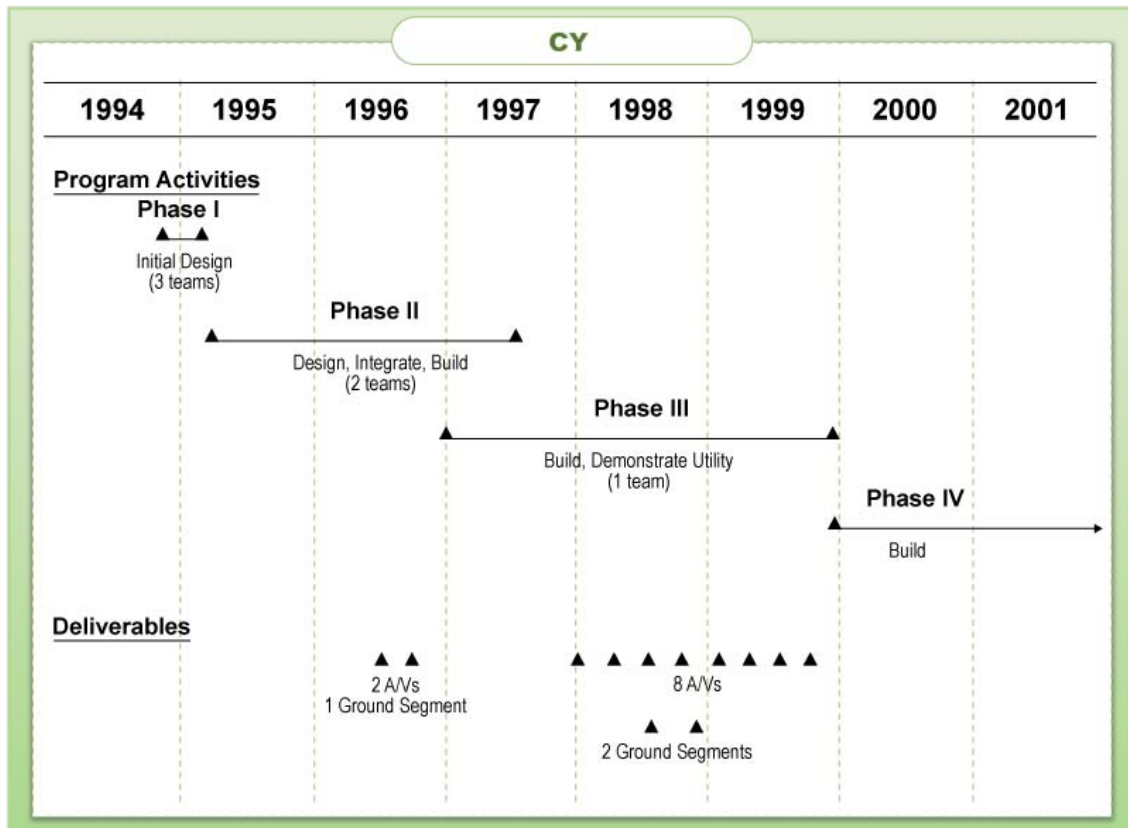 CY
1994 1995 1996 1997 1998 1999 2000 2001
Program Activities
Phase I
Initial Design
(3 teams)
Phase II
Design, Integrate, Build
(2 teams)
Phase III
Build, Demonstrate Utility
(1 team)
Phase IV
Build
Deliverables
2 A/Vs
1 Ground Segment
8 A/Vs
2 Ground Segments